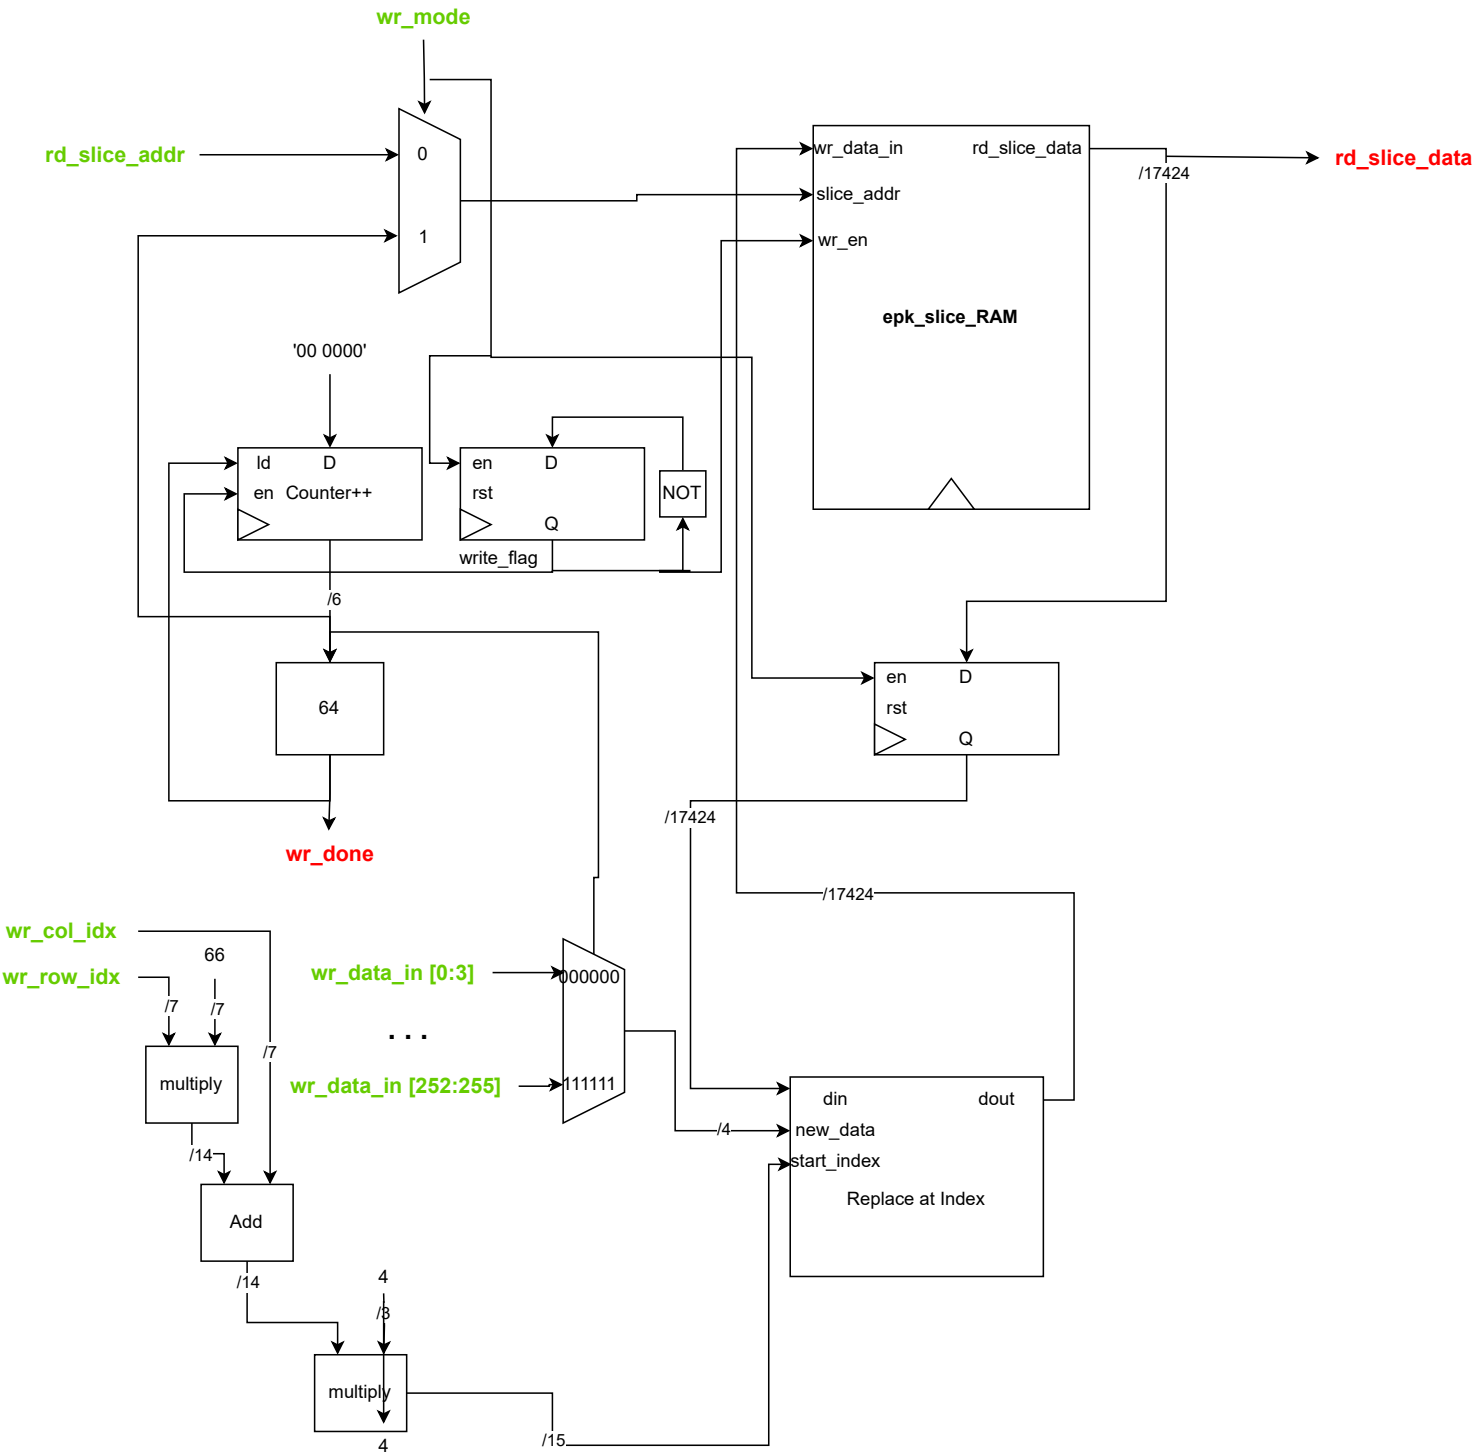 wr_mode
rd_slice_addr
0
1
wr_data_in
rd_slice_data
slice_addr
wr_en
epk_slice_RAM
/17424
rd_slice_data
'00 0000'
ld
D
en
Counter++
en
D
rst
Q
NOT
write_flag
/6
64
wr_done
en
D
rst
Q
/17424
/17424
wr_col_idx
66
wr_row_idx
/7
/7
/7
multiply
/14
Add
/14
wr_data_in [0:3]
000000
. . .
wr_data_in [252:255]
111111
/4
din
dout
new_data
start_index
Replace at Index
4
/3
multiply
4
/15